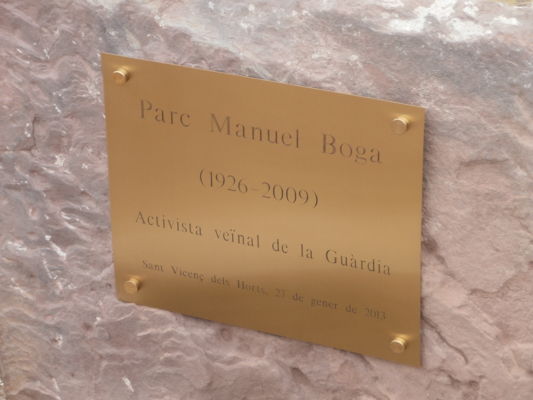 Parc Manuel Boga
(1926-2009)
Activista veïnal de la Guàrdia
Sant Vicenç dels Horts, 27 de gener de 2013